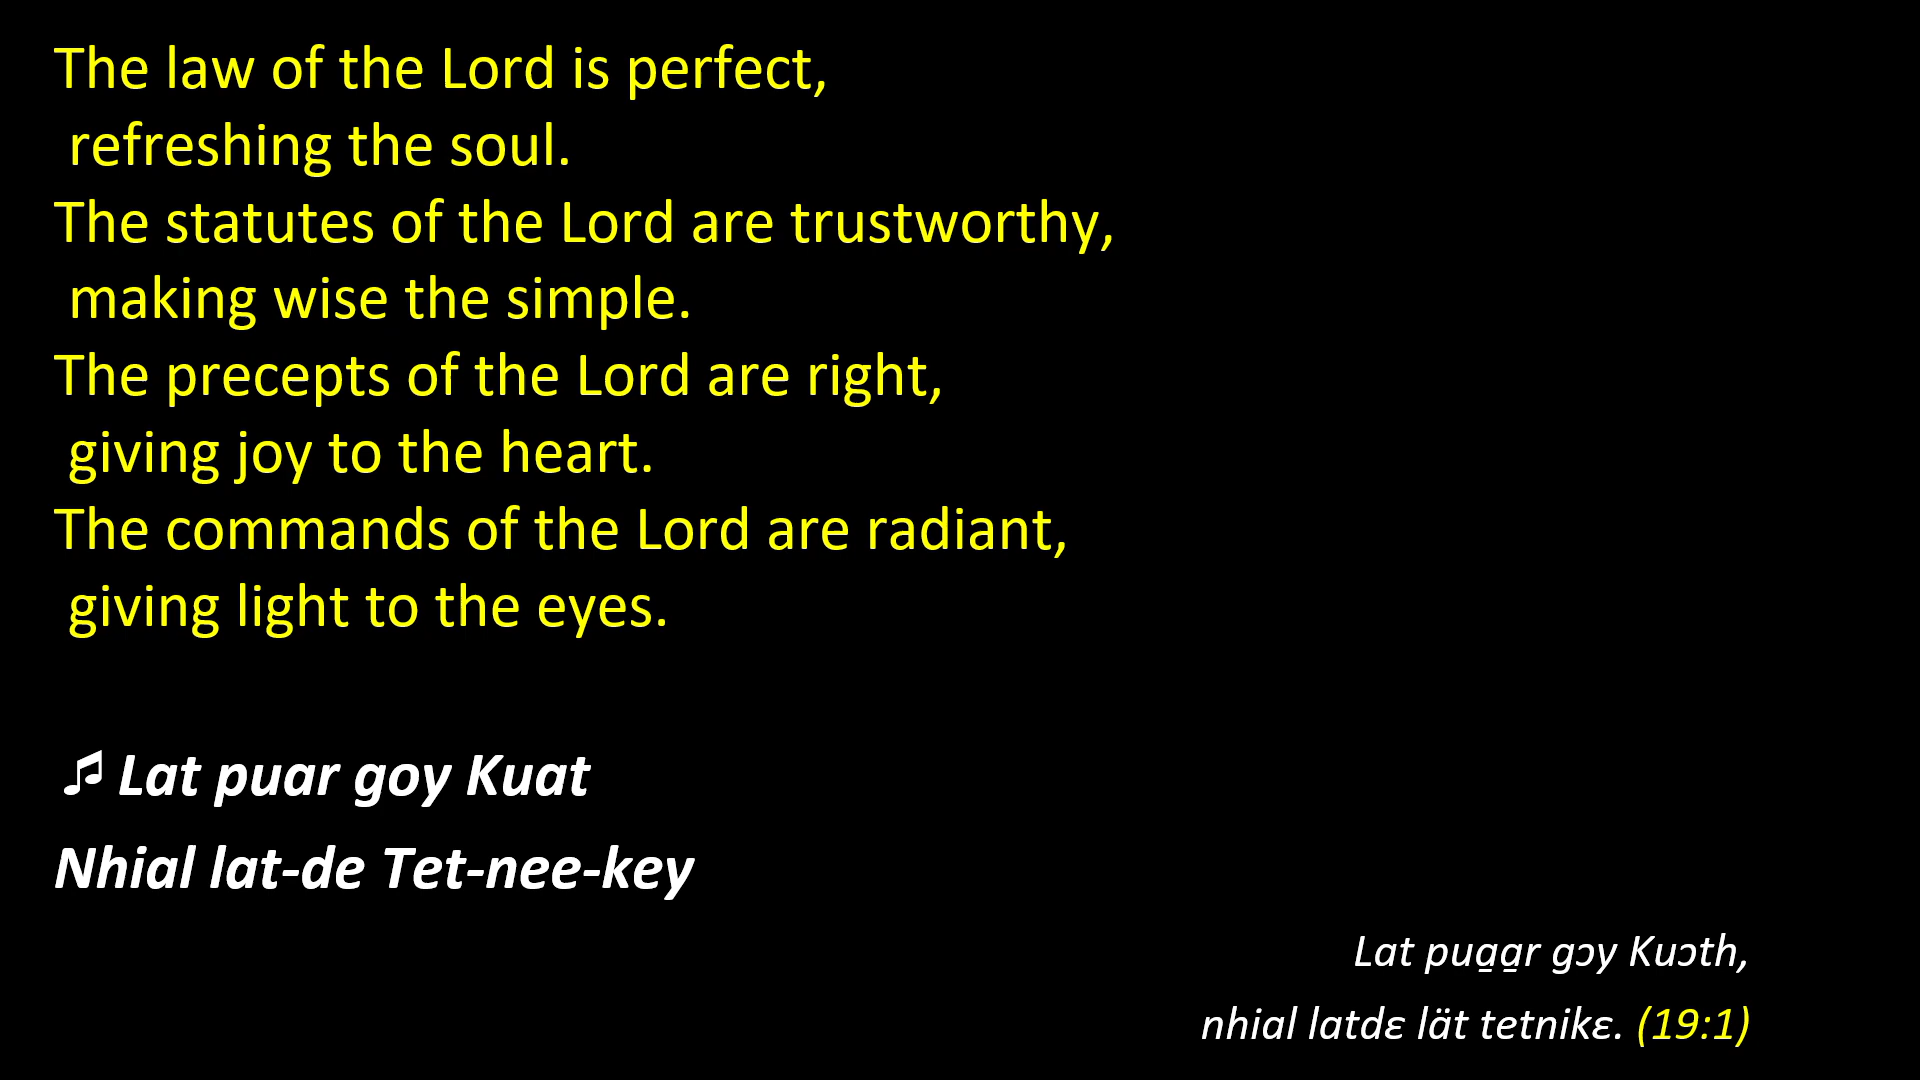 The law of the Lord is perfect,
refreshing the soul.
The statutes of the Lord are trustworthy,
making wise the simple.
The precepts of the Lord are right,
giving joy to the heart.
The commands of the Lord are radiant,
giving light to the eyes.
♫ Lat puar goy Kuat
Nhial lat-de Tet-nee-key
Lat pua̱a̱r gɔy Kuɔth,
nhial latdɛ lät tetnikɛ. (19:1)